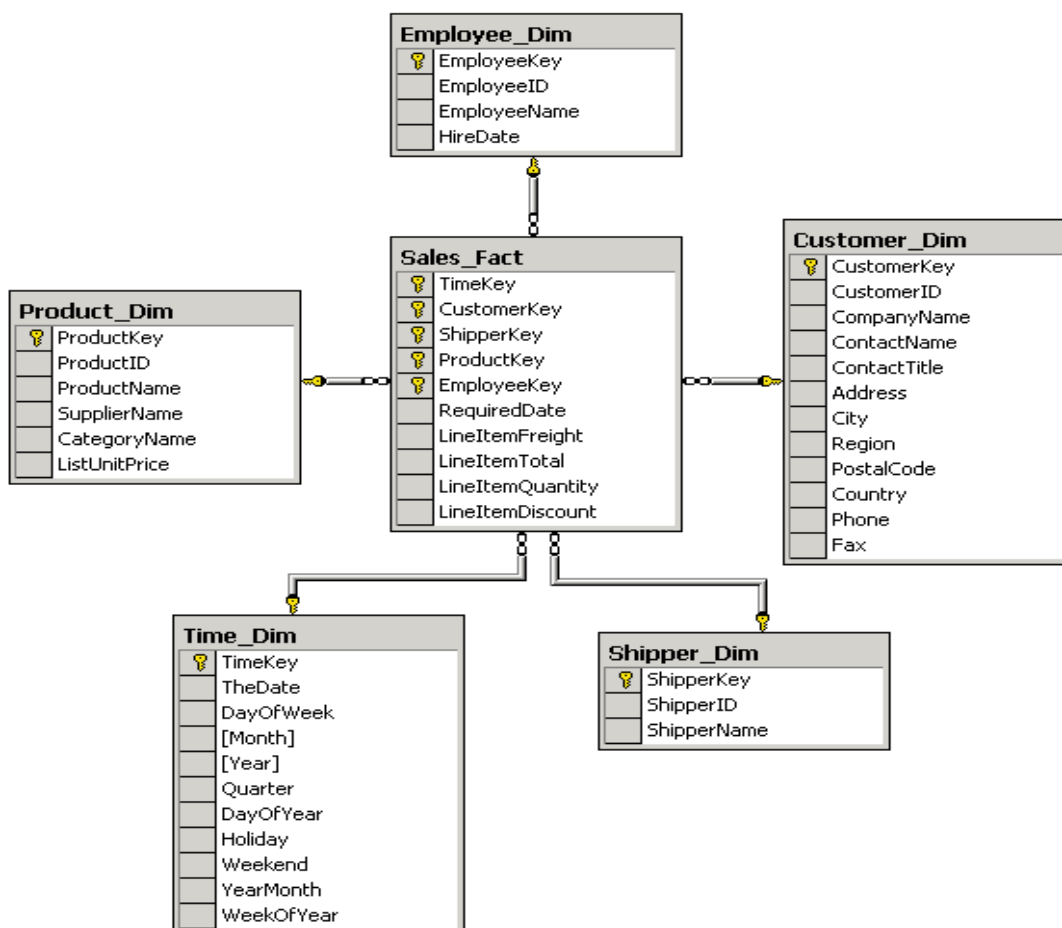 Employee_Dim
EmployeeKey
EmployeeID
EmployeeName
HireDate
Sales_Fact
TimeKey
CustomerKey
ShipperKey
ProductKey
EmployeeKey
RequiredDate
LineItemFreight
LineItemTotal
LineItemQuantity
LineItemDiscount
Customer_Dim
CustomerKey
CustomerID
CompanyName
ContactName
ContactTitle
Address
City
Region
PostalCode
Country
Phone
Fax
Product_Dim
ProductKey
ProductID
ProductName
SupplierName
CategoryName
ListUnitPrice
Time_Dim
TimeKey
TheDate
DayOfWeek
[Month]
[Year]
Quarter
DayOfYear
Holiday
Weekend
YearMonth
WeekOfYear
Shipper_Dim
ShipperKey
ShipperID
ShipperName